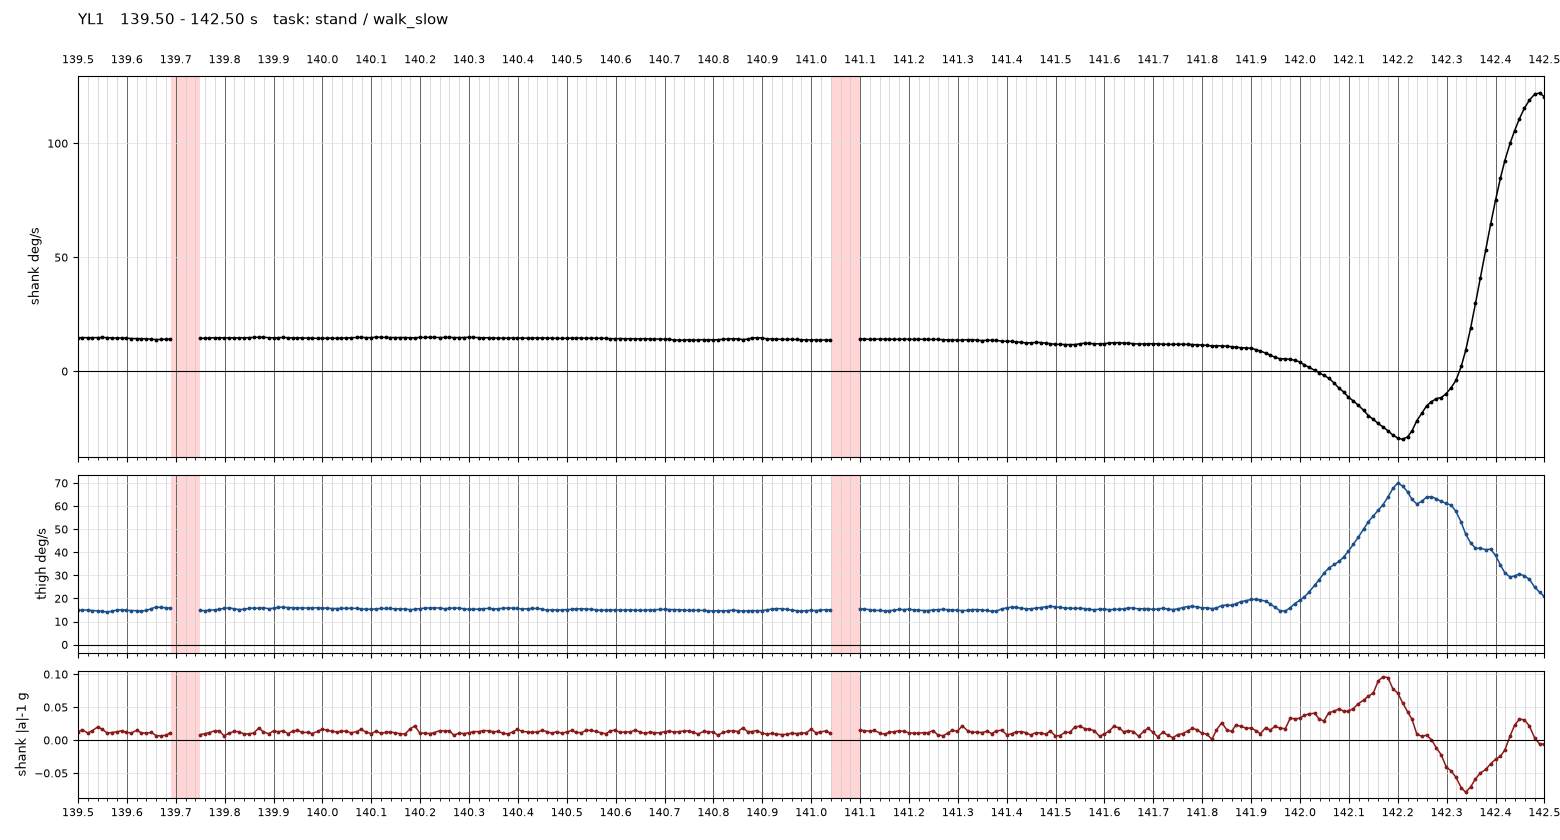 YL1   139.50 - 142.50 s   task: stand / walk_slow
139.5 139.6 139.7 139.8 139.9 140.0 140.1 140.2 140.3 140.4 140.5 140.6 140.7 140.8 140.9 141.0 141.1 141.2 141.3 141.4 141.5 141.6 141.7 141.8 141.9 142.0 142.1 142.2 142.3 142.4 142.5
shank deg/s
100
50
0
thigh deg/s
70
60
50
40
30
20
10
0
shank |a|-1 g
0.10
0.05
0.00
−0.05
139.5 139.6 139.7 139.8 139.9 140.0 140.1 140.2 140.3 140.4 140.5 140.6 140.7 140.8 140.9 141.0 141.1 141.2 141.3 141.4 141.5 141.6 141.7 141.8 141.9 142.0 142.1 142.2 142.3 142.4 142.5